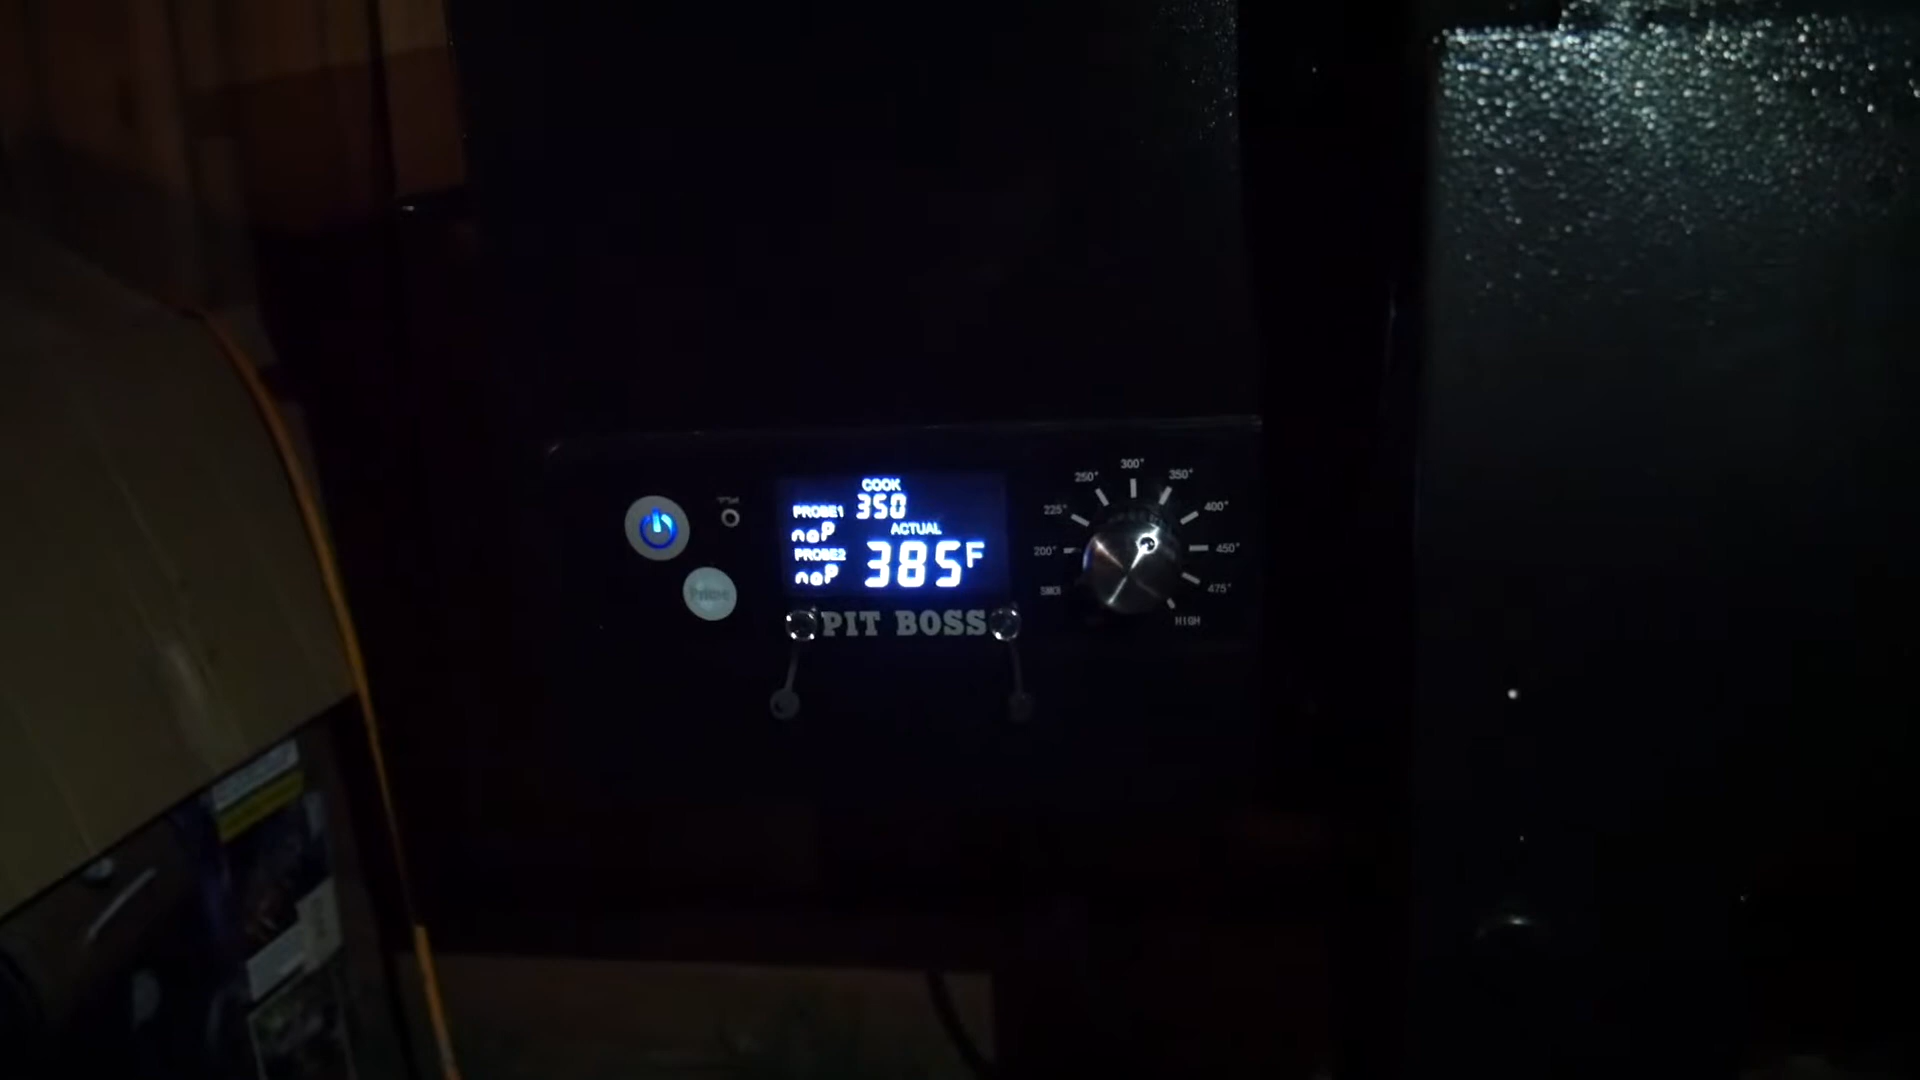 COOK
350
PROBE1
noP
ACTUAL
385F
PROBE2
noP
Prime
PIT BOSS
200°
225°
250°
300°
350°
400°
450°
475°
HIGH